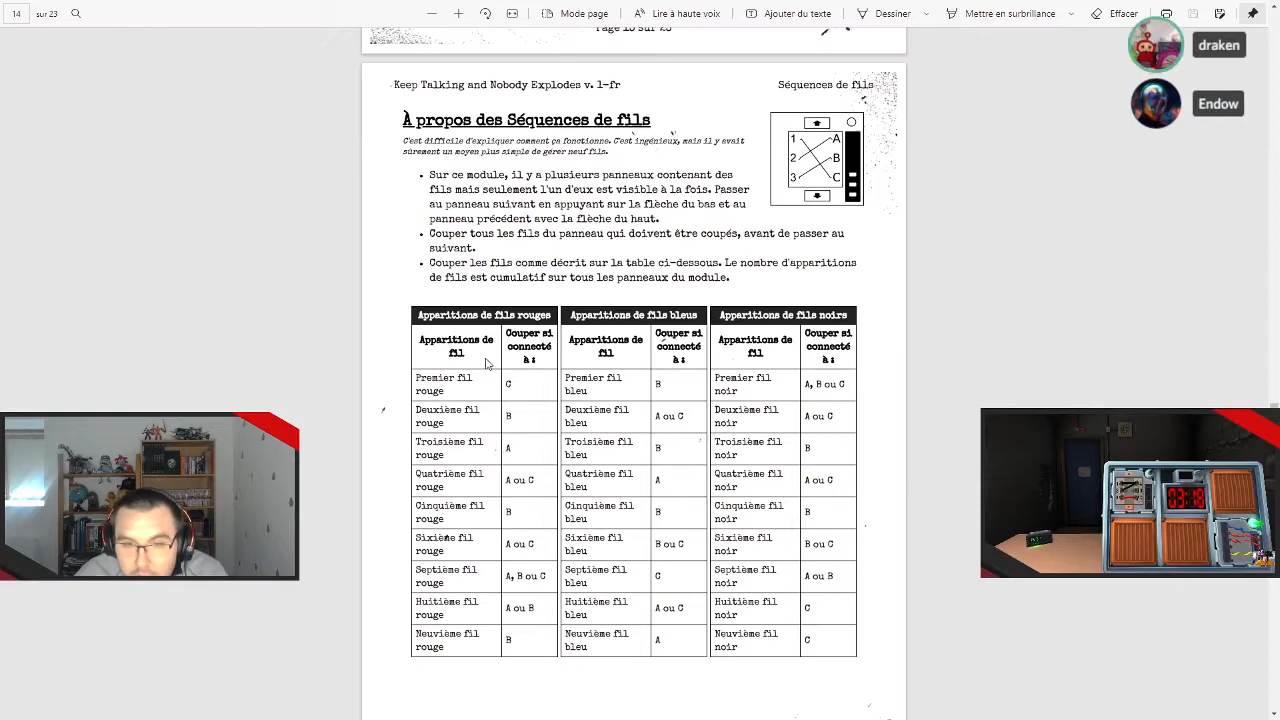 14 sur 23
Mode page
Lire à haute voix
Ajouter du texte
Dessiner
Mettre en surbrillance
Effacer
draken
Endow
Page 13 sur 23
Keep Talking and Nobody Explodes v. 1-fr
Séquences de fils
À propos des Séquences de fils
C'est difficile d'expliquer comment ça fonctionne. C'est ingénieux, mais il y avait
sûrement un moyen plus simple de gérer neuf fils.
1 A
2 B
3 C
• Sur ce module, il y a plusieurs panneaux contenant des
fils mais seulement l'un d'eux est visible à la fois. Passer
au panneau suivant en appuyant sur la flèche du bas et au
panneau précédent avec la flèche du haut.
• Couper tous les fils du panneau qui doivent être coupés, avant de passer au
suivant.
• Couper les fils comme décrit sur la table ci-dessous. Le nombre d'apparitions
de fils est cumulatif sur tous les panneaux du module.
Apparitions de fils rouges
Apparitions de fil
Couper si connecté à :
Premier fil rouge C
Deuxième fil rouge B
Troisième fil rouge A
Quatrième fil rouge A ou C
Cinquième fil rouge B
Sixième fil rouge A ou C
Septième fil rouge A, B ou C
Huitième fil rouge A ou B
Neuvième fil rouge B
Apparitions de fils bleus
Apparitions de fil
Couper si connecté à :
Premier fil bleu B
Deuxième fil bleu A ou C
Troisième fil bleu B
Quatrième fil bleu A
Cinquième fil bleu B
Sixième fil bleu B ou C
Septième fil bleu C
Huitième fil bleu A ou C
Neuvième fil bleu A
Apparitions de fils noirs
Apparitions de fil
Couper si connecté à :
Premier fil noir A, B ou C
Deuxième fil noir A ou C
Troisième fil noir B
Quatrième fil noir A ou C
Cinquième fil noir B
Sixième fil noir B ou C
Septième fil noir A ou B
Huitième fil noir C
Neuvième fil noir C
03:18